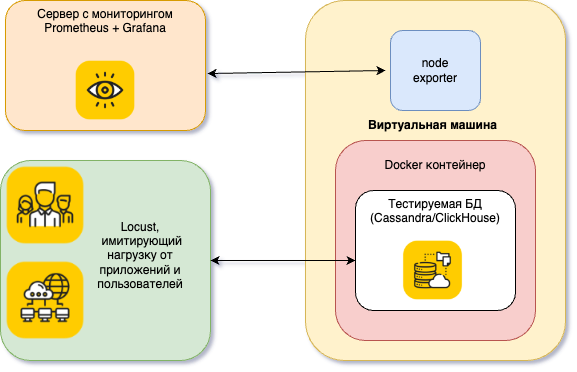 Сервер с мониторингом
Prometheus + Grafana
node
exporter
Виртуальная машина
Docker контейнер
Тестируемая БД
(Cassandra/ClickHouse)
Locust,
имитирующий
нагрузку от
приложений и
пользователей